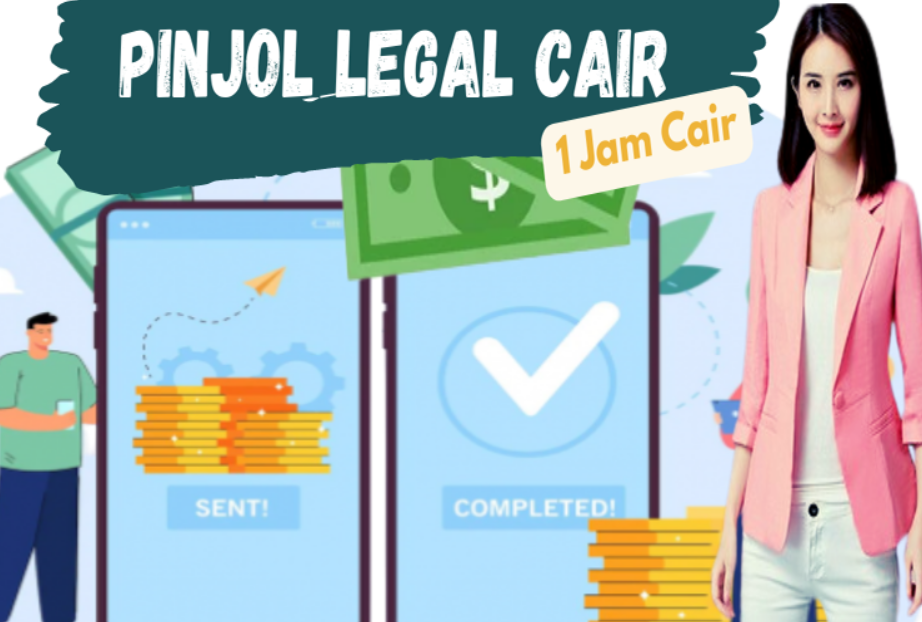 PINJOL LEGAL CAIR
1 Jam Cair
$
SENT!
COMPLETED!